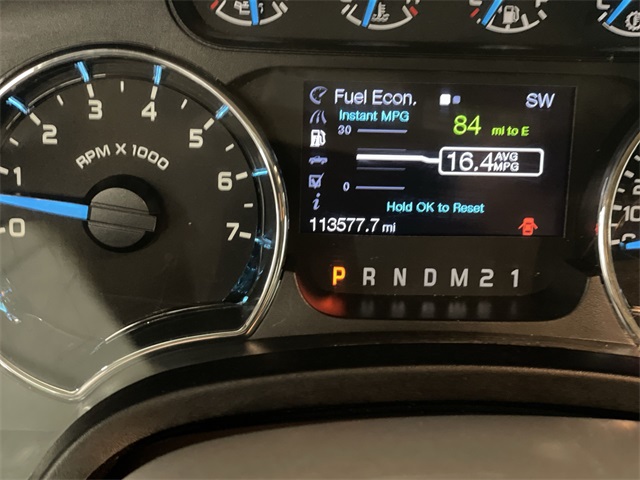 Fuel Econ. SW
Instant MPG
30
84 mi to E
16.4 AVG MPG
0
Hold OK to Reset
113577.7 mi
P R N D M 2 1
0 1 2 3 4 5 6 7
RPM X 1000